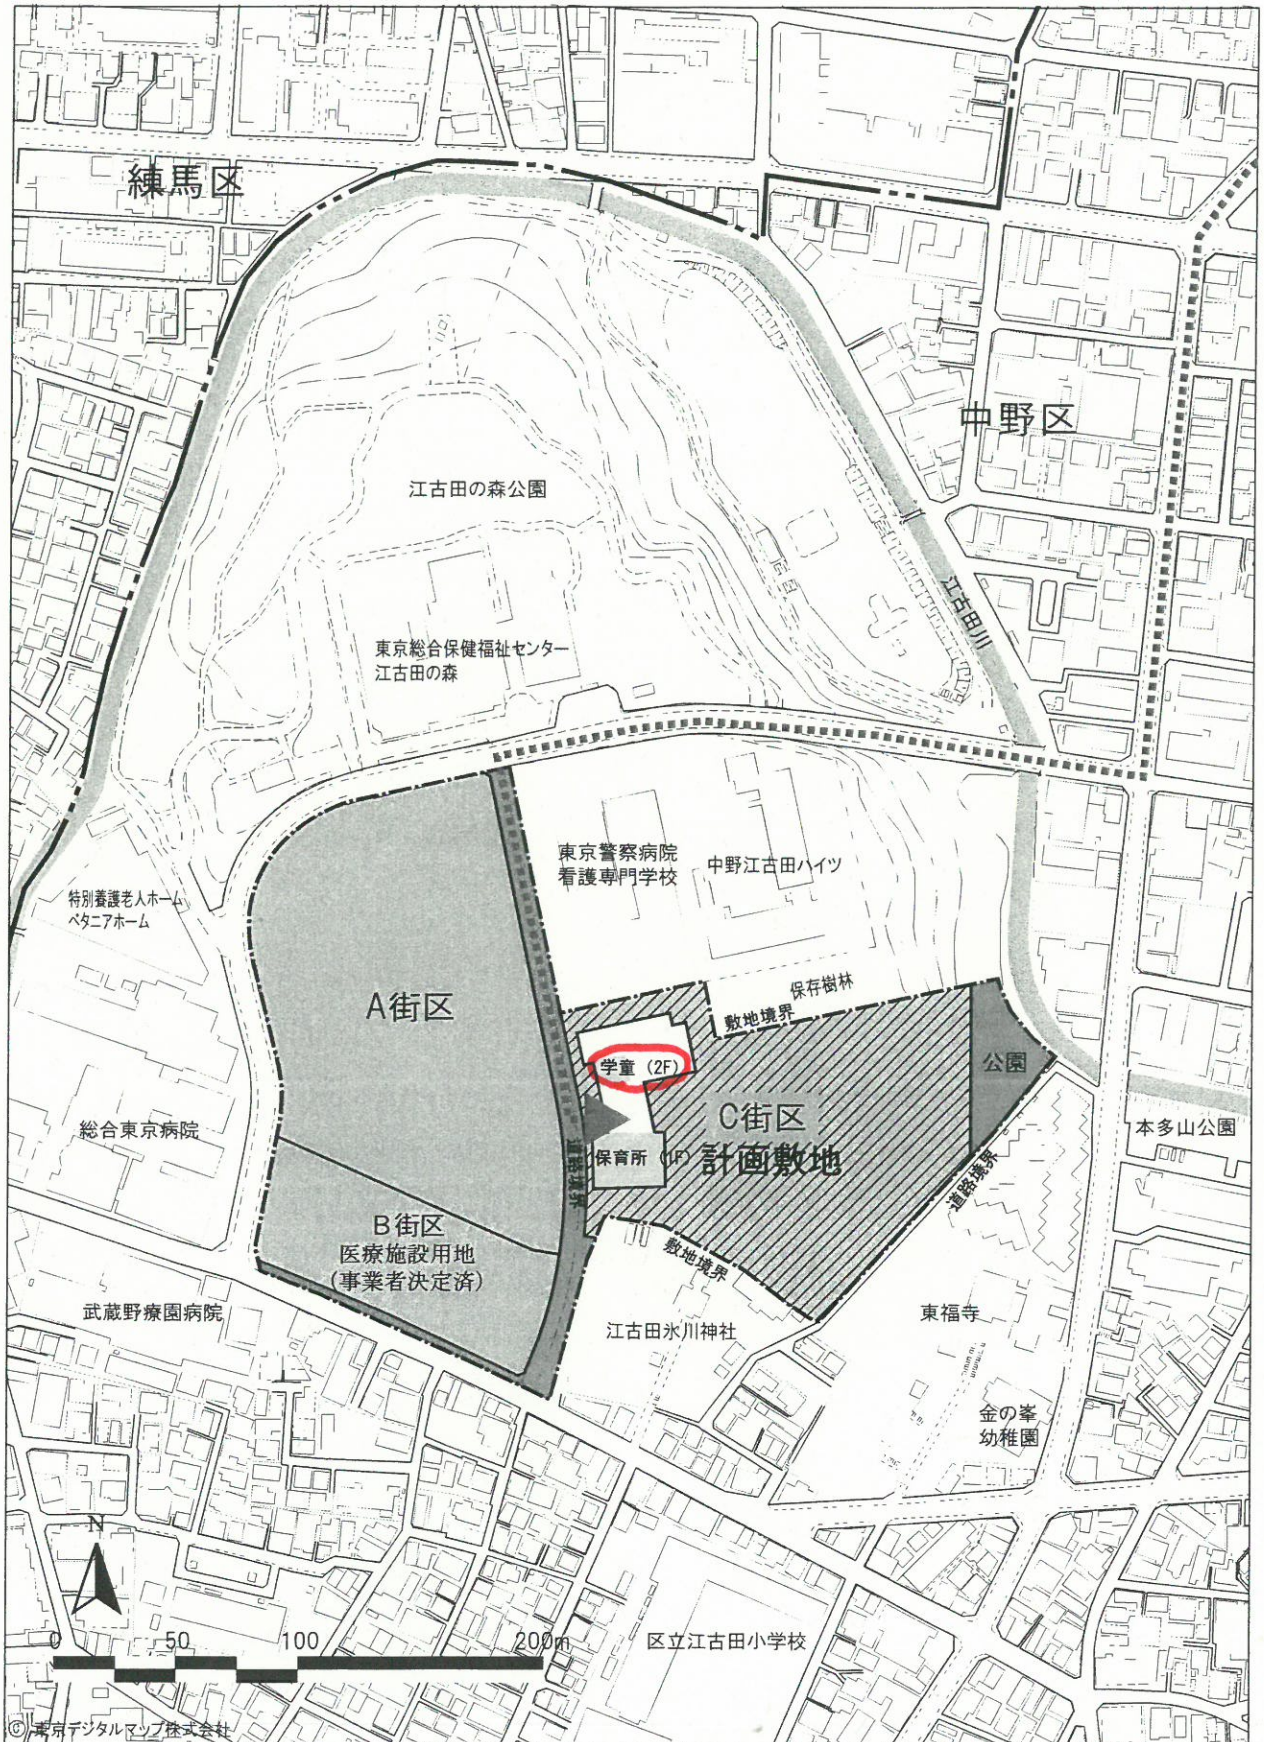 練馬区
中野区
江古田の森公園
江古田川
東京総合保健福祉センター
江古田の森
東京警察病院
看護専門学校
中野江古田ハイツ
特別養護老人ホーム
ベタニアホーム
保存樹林
敷地境界
A街区
学童 (2F)
公園
C街区
計画敷地
総合東京病院
保育所 (1F)
道路境界
本多山公園
道路境界
B街区
医療施設用地
(事業者決定済)
敷地境界
武蔵野療園病院
江古田氷川神社
東福寺
金の峯
幼稚園
N
0 50 100 200m
区立江古田小学校
© 東京デジタルマップ株式会社